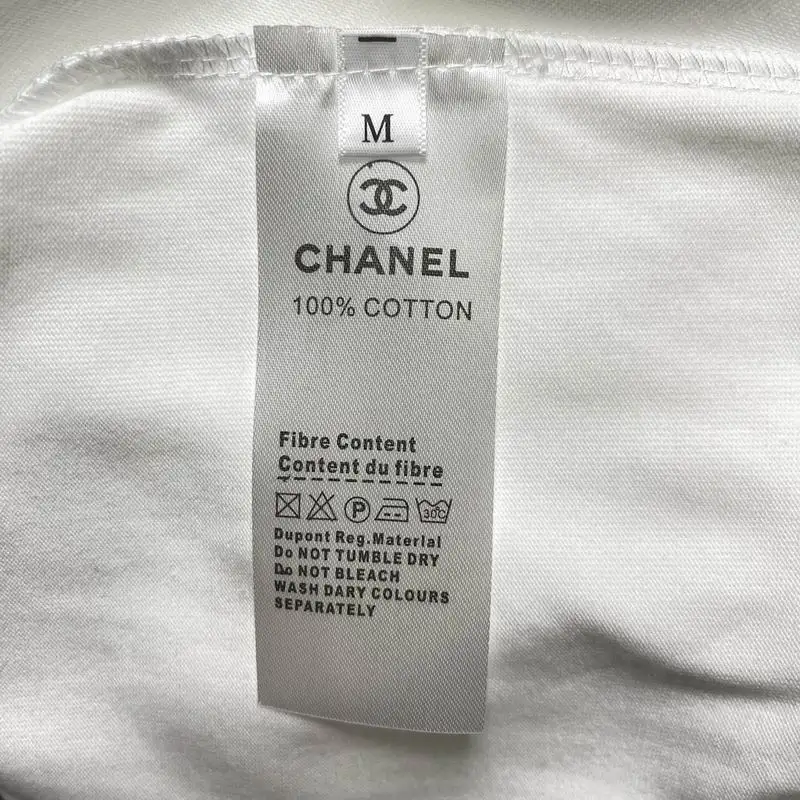 M
CHANEL
100% COTTON
Fibre Content
Content du fibre
P 30C
Dupont Reg.Material
Do NOT TUMBLE DRY
Do NOT BLEACH
WASH DARY COLOURS
SEPARATELY